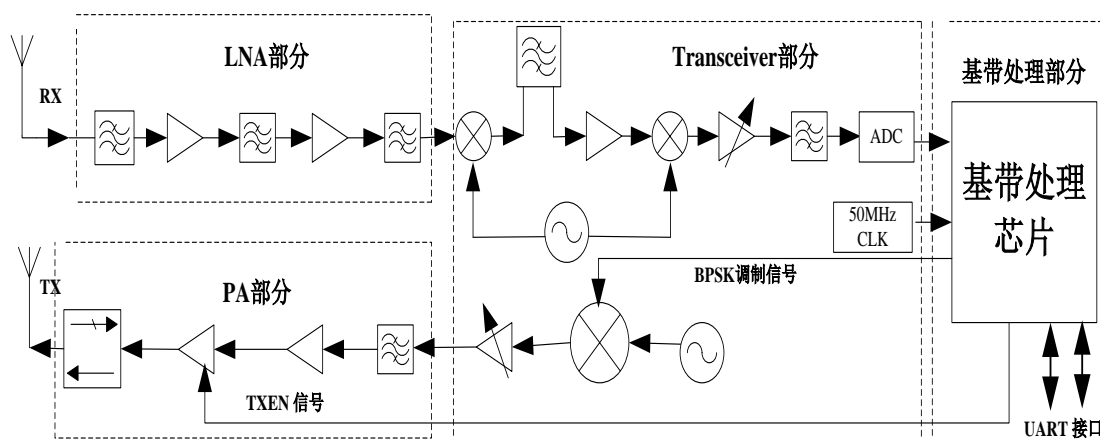 LNA部分
Transceiver部分
基带处理部分
RX
ADC
基带处理
芯片
50MHz
CLK
BPSK调制信号
TX
PA部分
TXEN 信号
UART 接口